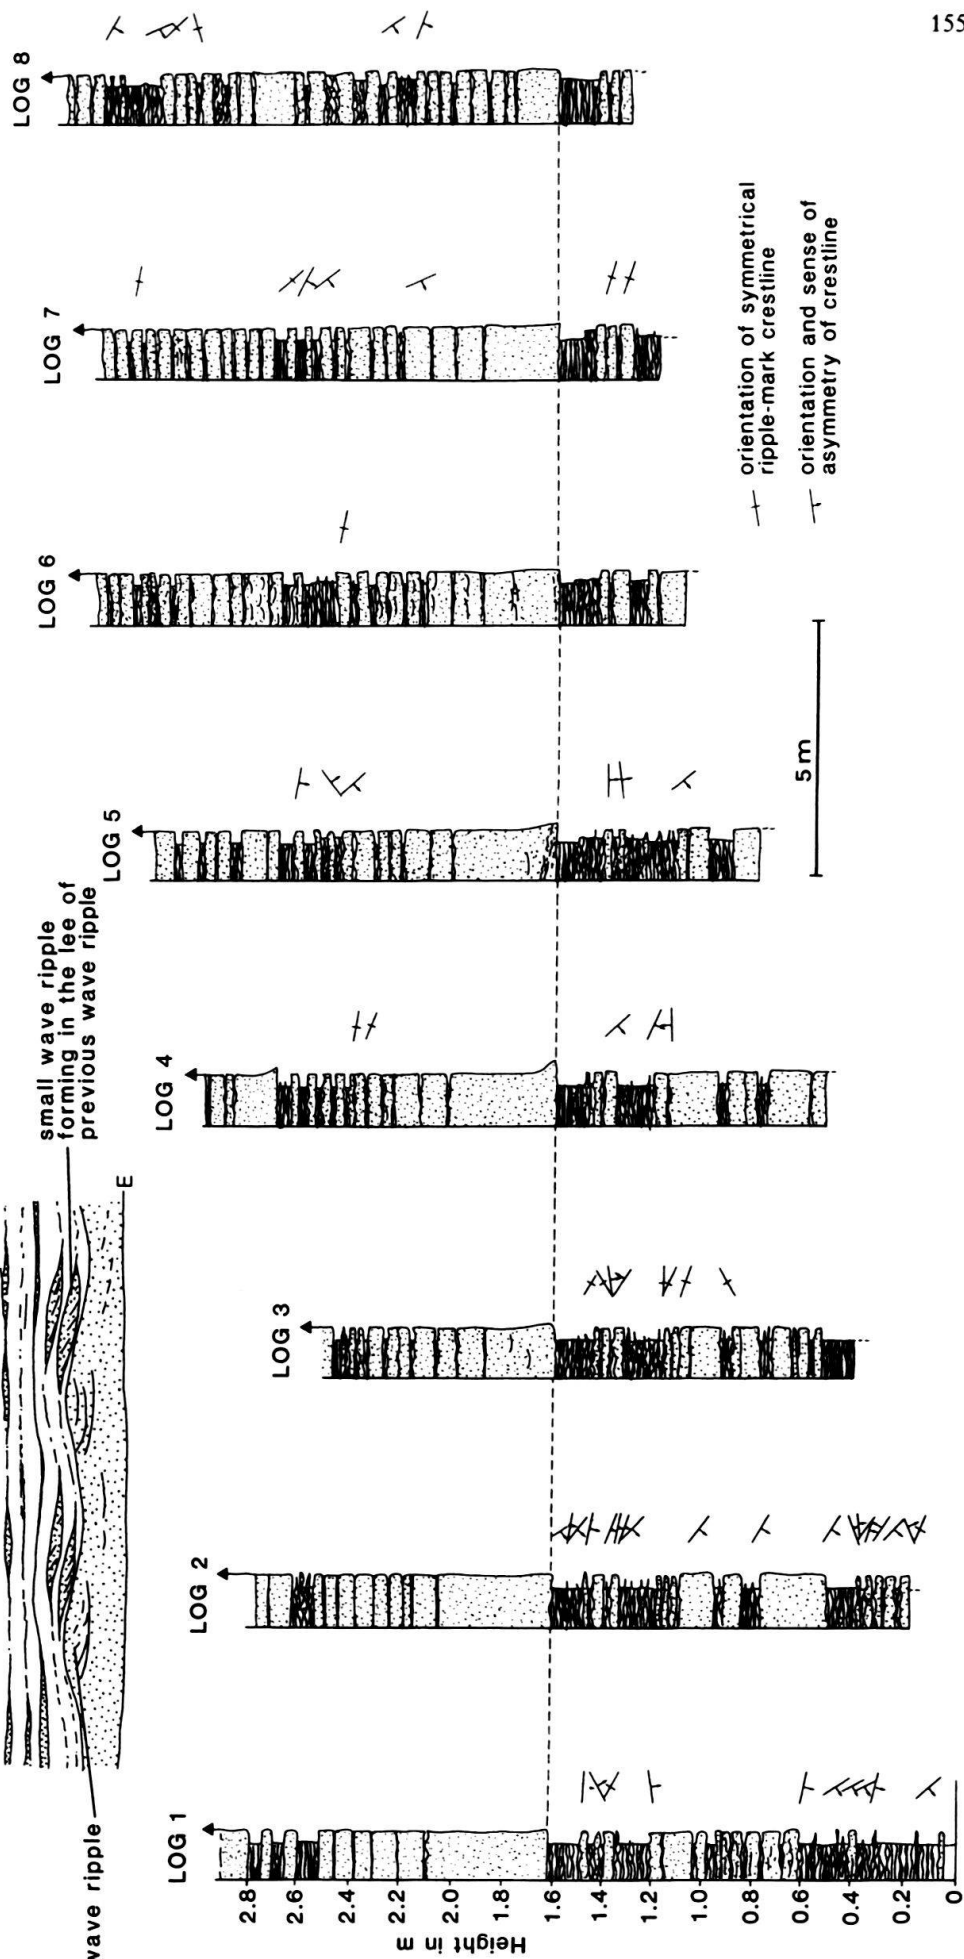 155
small wave ripple
forming in the lee of
previous wave ripple
wave ripple
E
LOG 1
LOG 2
LOG 3
LOG 4
LOG 5
LOG 6
LOG 7
LOG 8
Height in m
2.8
2.6
2.4
2.2
2.0
1.8
1.6
1.4
1.2
1.0
0.8
0.6
0.4
0.2
0
5m
orientation of symmetrical
ripple-mark crestline
orientation and sense of
asymmetry of crestline